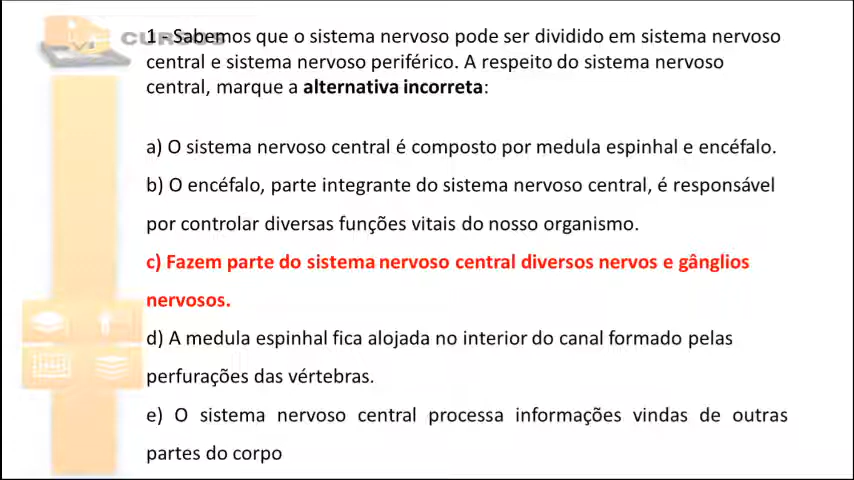 CURSOS
1 - Sabemos que o sistema nervoso pode ser dividido em sistema nervoso
central e sistema nervoso periférico. A respeito do sistema nervoso
central, marque a alternativa incorreta:
a) O sistema nervoso central é composto por medula espinhal e encéfalo.
b) O encéfalo, parte integrante do sistema nervoso central, é responsável
por controlar diversas funções vitais do nosso organismo.
c) Fazem parte do sistema nervoso central diversos nervos e gânglios
nervosos.
d) A medula espinhal fica alojada no interior do canal formado pelas
perfurações das vértebras.
e) O sistema nervoso central processa informações vindas de outras
partes do corpo